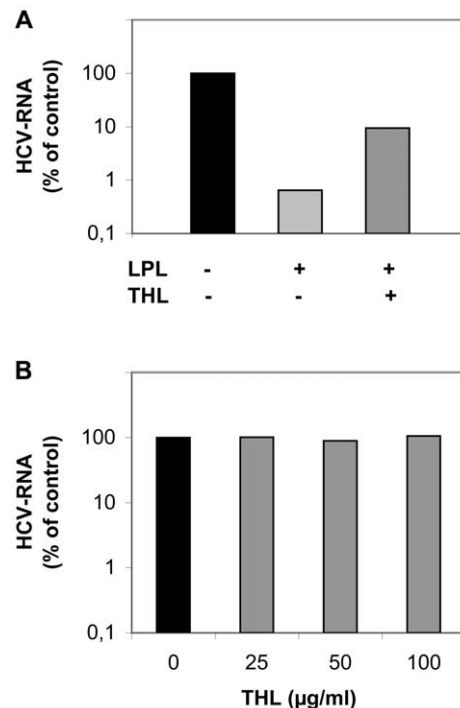 A
HCV-RNA
(% of control)
100
10
1
0,1
LPL - + +
THL - - +
B
HCV-RNA
(% of control)
100
10
1
0,1
0 25 50 100
THL (µg/ml)